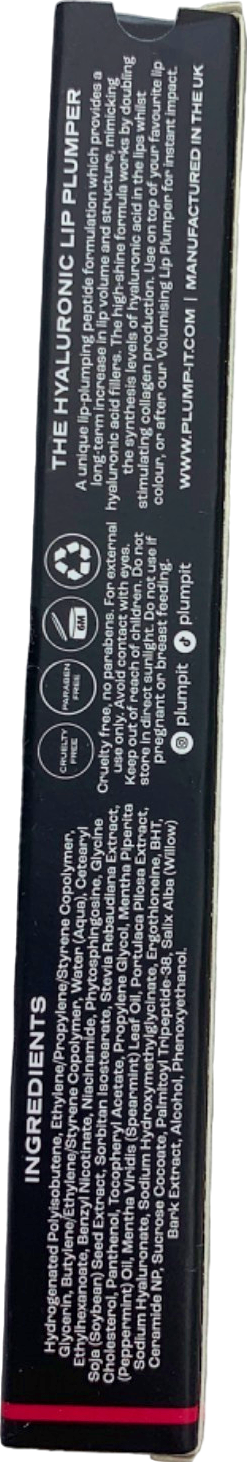 THE HYALURONIC LIP PLUMPER
A unique lip-plumping peptide formulation which provides a
long-term increase in lip volume and structure, mimicking
hyaluronic acid fillers. The high-shine formula works by doubling
the synthesis levels of hyaluronic acid in the lips whilst
stimulating collagen production. Use on top of your favourite lip
colour, or after our Volumising Lip Plumper for instant impact.
WWW.PLUMP-IT.COM | MANUFACTURED IN THE UK
CRUELTY
FREE
PARABEN
FREE
6M
Cruelty free, no parabens. For external
use only. Avoid contact with eyes.
Keep out of reach of children. Do not
store in direct sunlight. Do not use if
pregnant or breast feeding.
plumpit plumpit
INGREDIENTS
Hydrogenated Polyisobutene, Ethylene/Propylene/Styrene Copolymer,
Glycerin, Butylene/Ethylene/Styrene Copolymer, Water (Aqua), Cetearyl
Ethylhexanoate, Benzyl Nicotinate, Niacinamide, Phytosphingosine, Glycine
Soja (Soybean) Seed Extract, Sorbitan Isostearate, Stevia Rebaudiana Extract,
Cholesterol, Panthenol, Tocopheryl Acetate, Propylene Glycol, Mentha Piperita
(Peppermint) Oil, Mentha Viridis (Spearmint) Leaf Oil, Portulaca Pilosa Extract,
Sodium Hyaluronate, Sodium Hydroxymethylglycinate, Ergothioneine, BHT,
Ceramide NP, Sucrose Cocoate, Palmitoyl Tripeptide-38, Salix Alba (Willow)
Bark Extract, Alcohol, Phenoxyethanol.